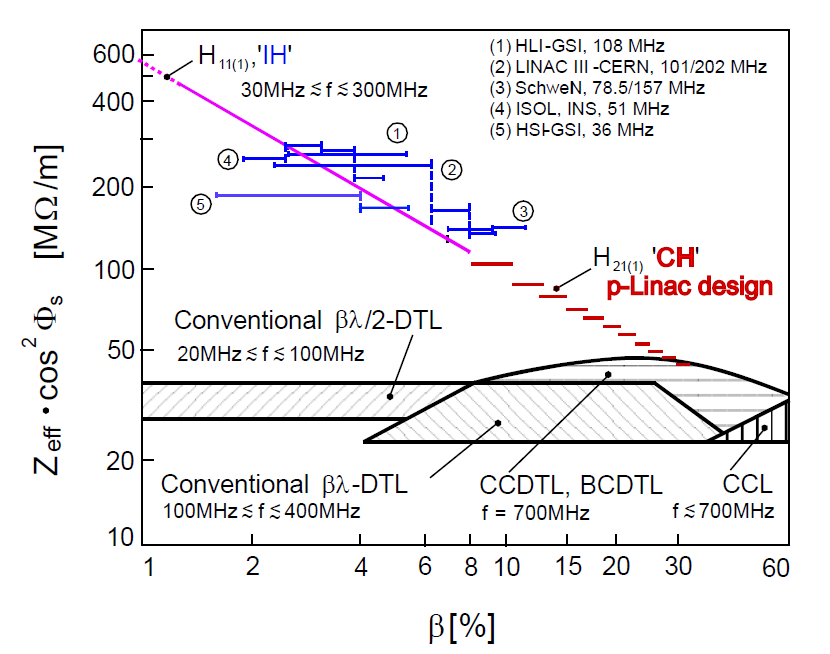 600
400
200
100
50
20
10
Z_eff • cos² Φ_s [MΩ/m]
H_11(1),'IH'
30MHz ≲ f ≲ 300MHz
(1) HLI-GSI, 108 MHz
(2) LINAC III -CERN, 101/202 MHz
(3) SchweN, 78.5/157 MHz
(4) ISOL, INS, 51 MHz
(5) HSI-GSI, 36 MHz
1
2
3
4
5
H_21(1) 'CH'
p-Linac design
Conventional βλ/2-DTL
20MHz ≲ f ≲ 100MHz
Conventional βλ-DTL
100MHz ≲ f ≲ 400MHz
CCDTL, BCDTL
f = 700MHz
CCL
f ≲ 700MHz
1 2 4 6 8 10 15 20 30 60
β [%]